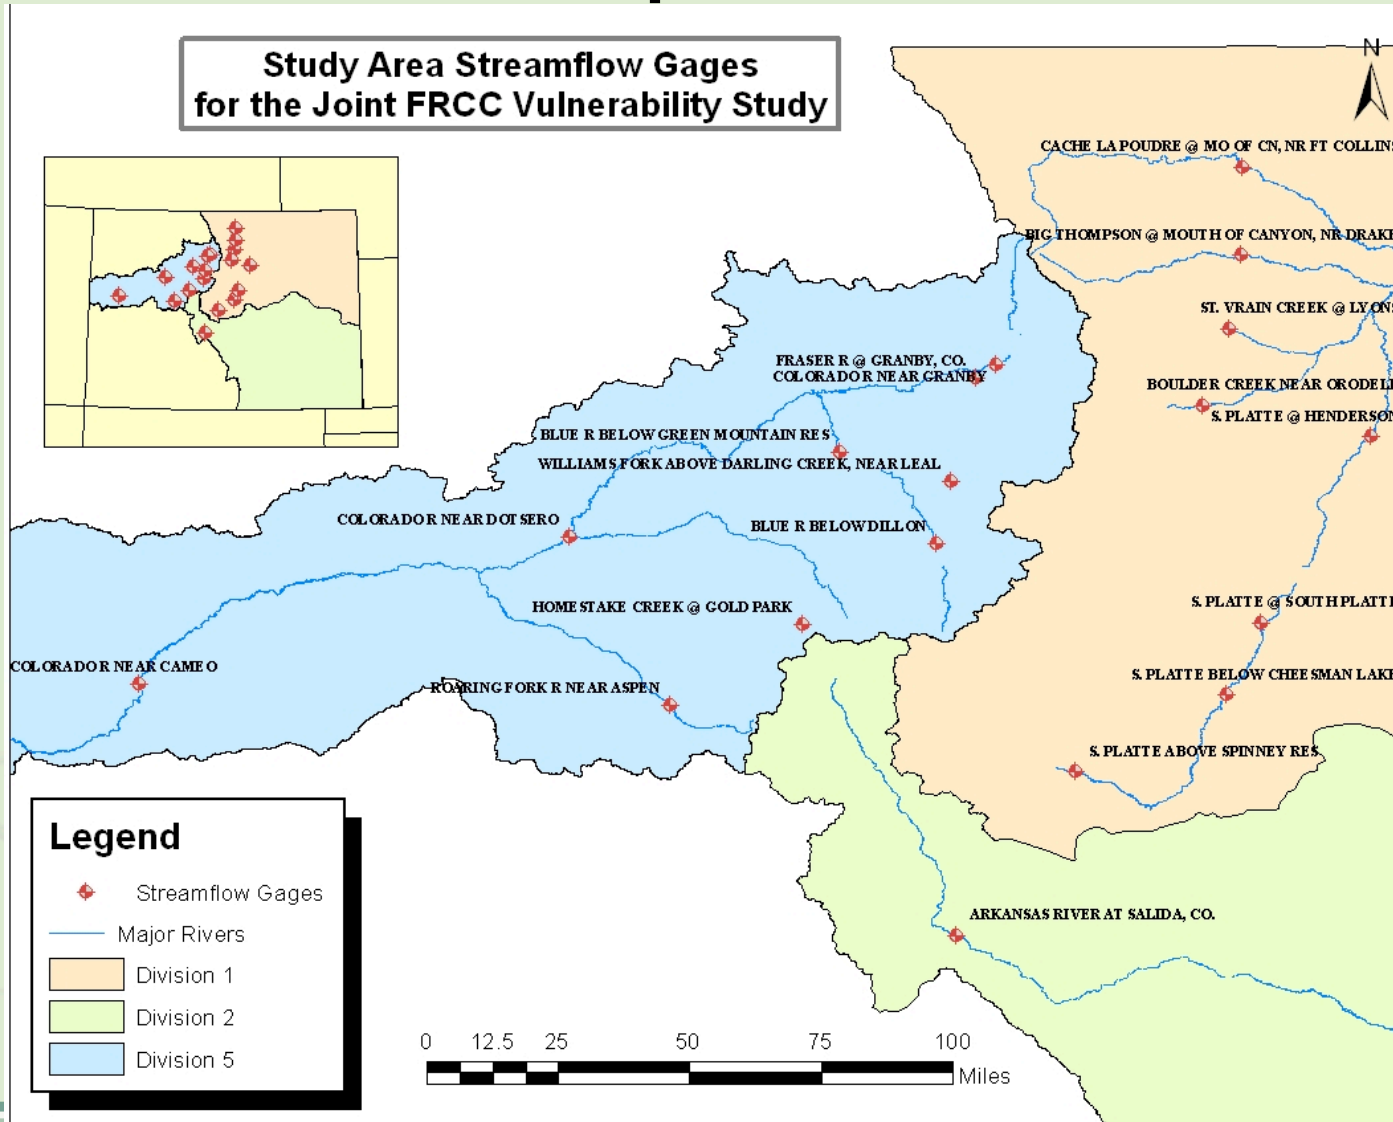 Study Area Streamflow Gages
for the Joint FRCC Vulnerability Study
N
CACHE LA POUDRE @ MO OF CN, NR FT COLLINS
BIG THOMPSON @ MOUTH OF CANYON, NR DRAKE
ST. VRAIN CREEK @ LYONS
FRASER R @ GRANBY, CO.
COLORADO R NEAR GRANBY
BOULDER CREEK NEAR ORODELL
S. PLATTE @ HENDERSON
BLUE R BELOW GREEN MOUNTAIN RES
WILLIAMS FORK ABOVE DARLING CREEK, NEAR LEAL
COLORADO R NEAR DOTSERO
BLUE R BELOW DILLON
HOMESTAKE CREEK @ GOLD PARK
S. PLATTE @ SOUTH PLATTE
COLORADO R NEAR CAMEO
S. PLATTE BELOW CHEESMAN LAKE
ROARING FORK R NEAR ASPEN
S. PLATTE ABOVE SPINNEY RES
ARKANSAS RIVER AT SALIDA, CO.
Legend
Streamflow Gages
Major Rivers
Division 1
Division 2
Division 5
0 12.5 25 50 75 100
Miles